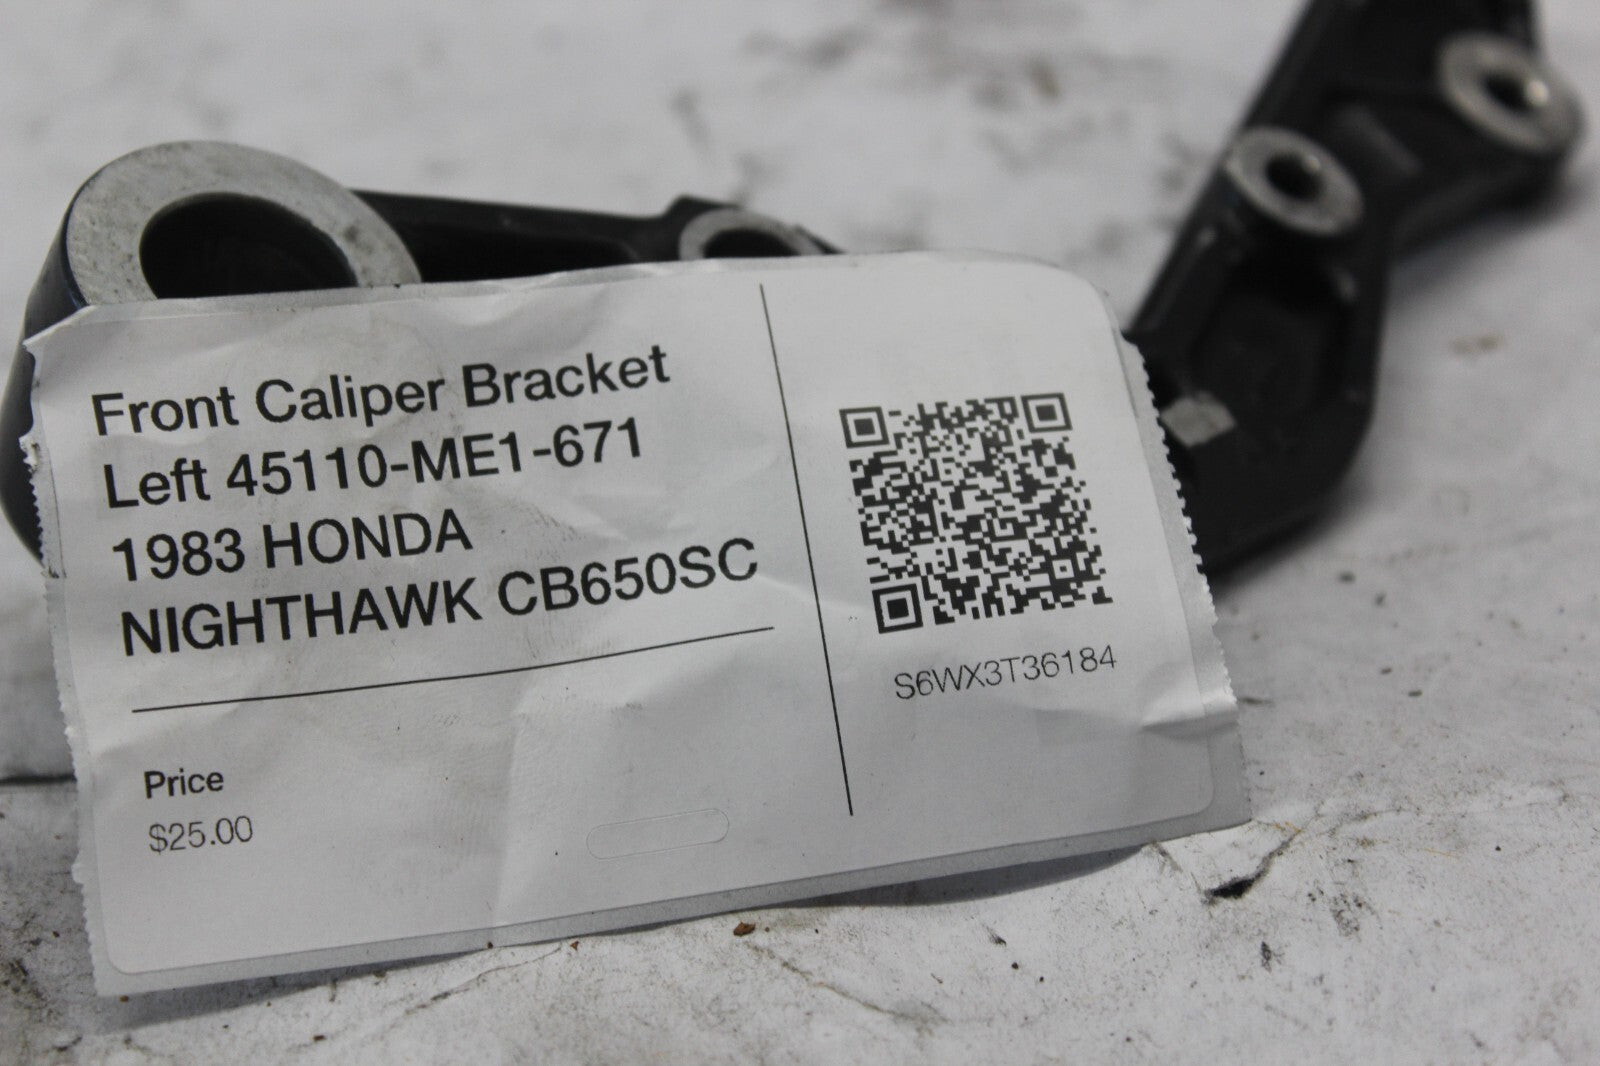 Front Caliper Bracket
Left 45110-ME1-671
1983 HONDA
NIGHTHAWK CB650SC
Price
$25.00
S6WX3T36184